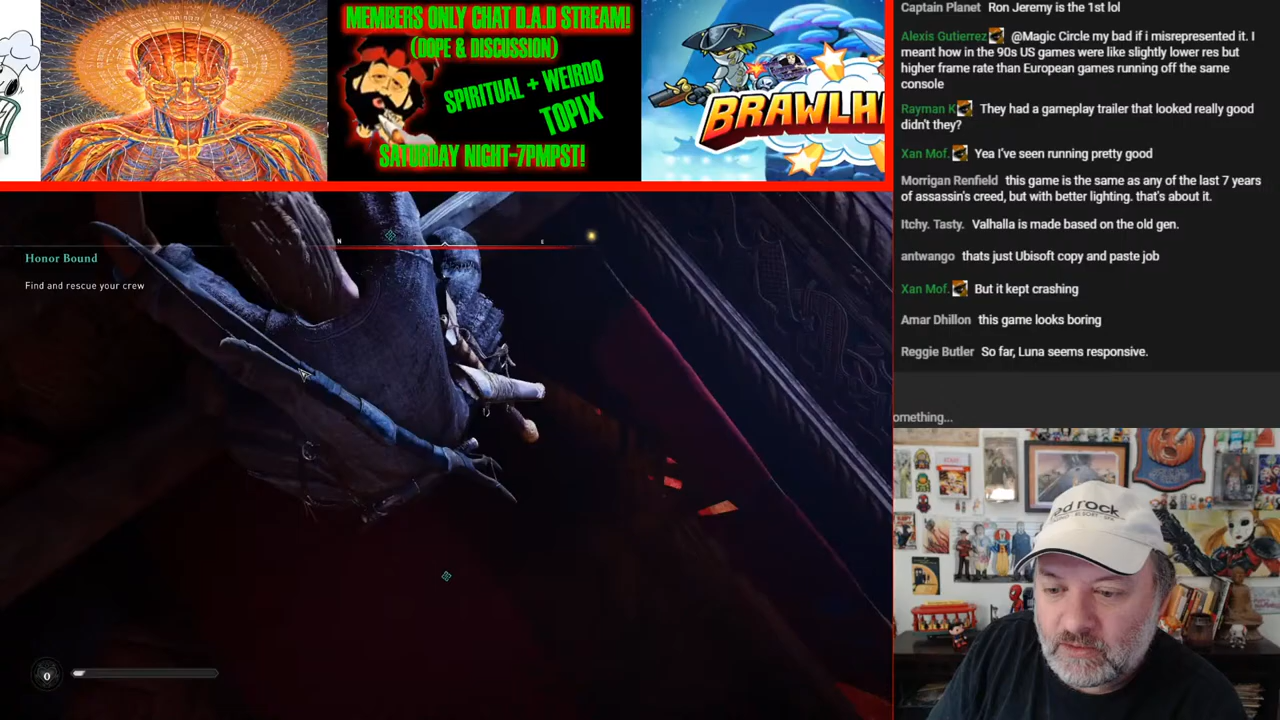 MEMBERS ONLY CHAT D.A.D STREAM!
(DOPE & DISCUSSION)
SPIRITUAL + WEIRDO
TOPIX
SATURDAY NIGHT-7PMPST!
BRAWLH
N
E
Honor Bound
Find and rescue your crew
0
Captain Planet Ron Jeremy is the 1st lol
Alexis Gutierrez @Magic Circle my bad if i misrepresented it. I
meant how in the 90s US games were like slightly lower res but
higher frame rate than European games running off the same
console
Rayman K They had a gameplay trailer that looked really good
didn't they?
Xan Mof. Yea I've seen running pretty good
Morrigan Renfield this game is the same as any of the last 7 years
of assassin's creed, but with better lighting. that's about it.
Itchy. Tasty. Valhalla is made based on the old gen.
antwango thats just Ubisoft copy and paste job
Xan Mof. But it kept crashing
Amar Dhillon this game looks boring
Reggie Butler So far, Luna seems responsive.
omething...
ed rock